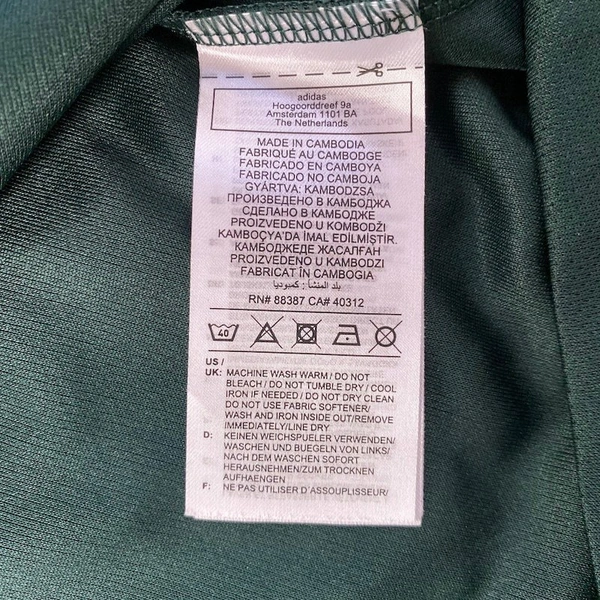 adidas
Hoogoorddreef 9a
Amsterdam 1101 BA
The Netherlands
MADE IN CAMBODIA
FABRIQUÉ AU CAMBODGE
FABRICADO EN CAMBOYA
FABRICADO NO CAMBOJA
GYÁRTVA: KAMBODZSA
ПРОИЗВЕДЕНО В КАМБОДЖА
СДЕЛАНО В КАМБОДЖЕ
PROIZVEDENO U KOMBODŽI
KAMBOÇYA'DA İMAL EDİLMİŞTİR.
КАМБОДЖЕДЕ ЖАСАЛҒАН
PROIZVEDENO U KAMBODŽI
FABRICAT ÎN CAMBOGIA
بلد المنشأ : كمبوديا
RN# 88387 CA# 40312
40
US /
UK: MACHINE WASH WARM / DO NOT
BLEACH / DO NOT TUMBLE DRY / COOL
IRON IF NEEDED / DO NOT DRY CLEAN
DO NOT USE FABRIC SOFTENER/
WASH AND IRON INSIDE OUT/REMOVE
IMMEDIATELY/LINE DRY
D: KEINEN WEICHSPUELER VERWENDEN/
WASCHEN UND BUEGELN VON LINKS/
NACH DEM WASCHEN SOFORT
HERAUSNEHMEN/ZUM TROCKNEN
AUFHAENGEN
F: NE PAS UTILISER D'ASSOUPLISSEUR/